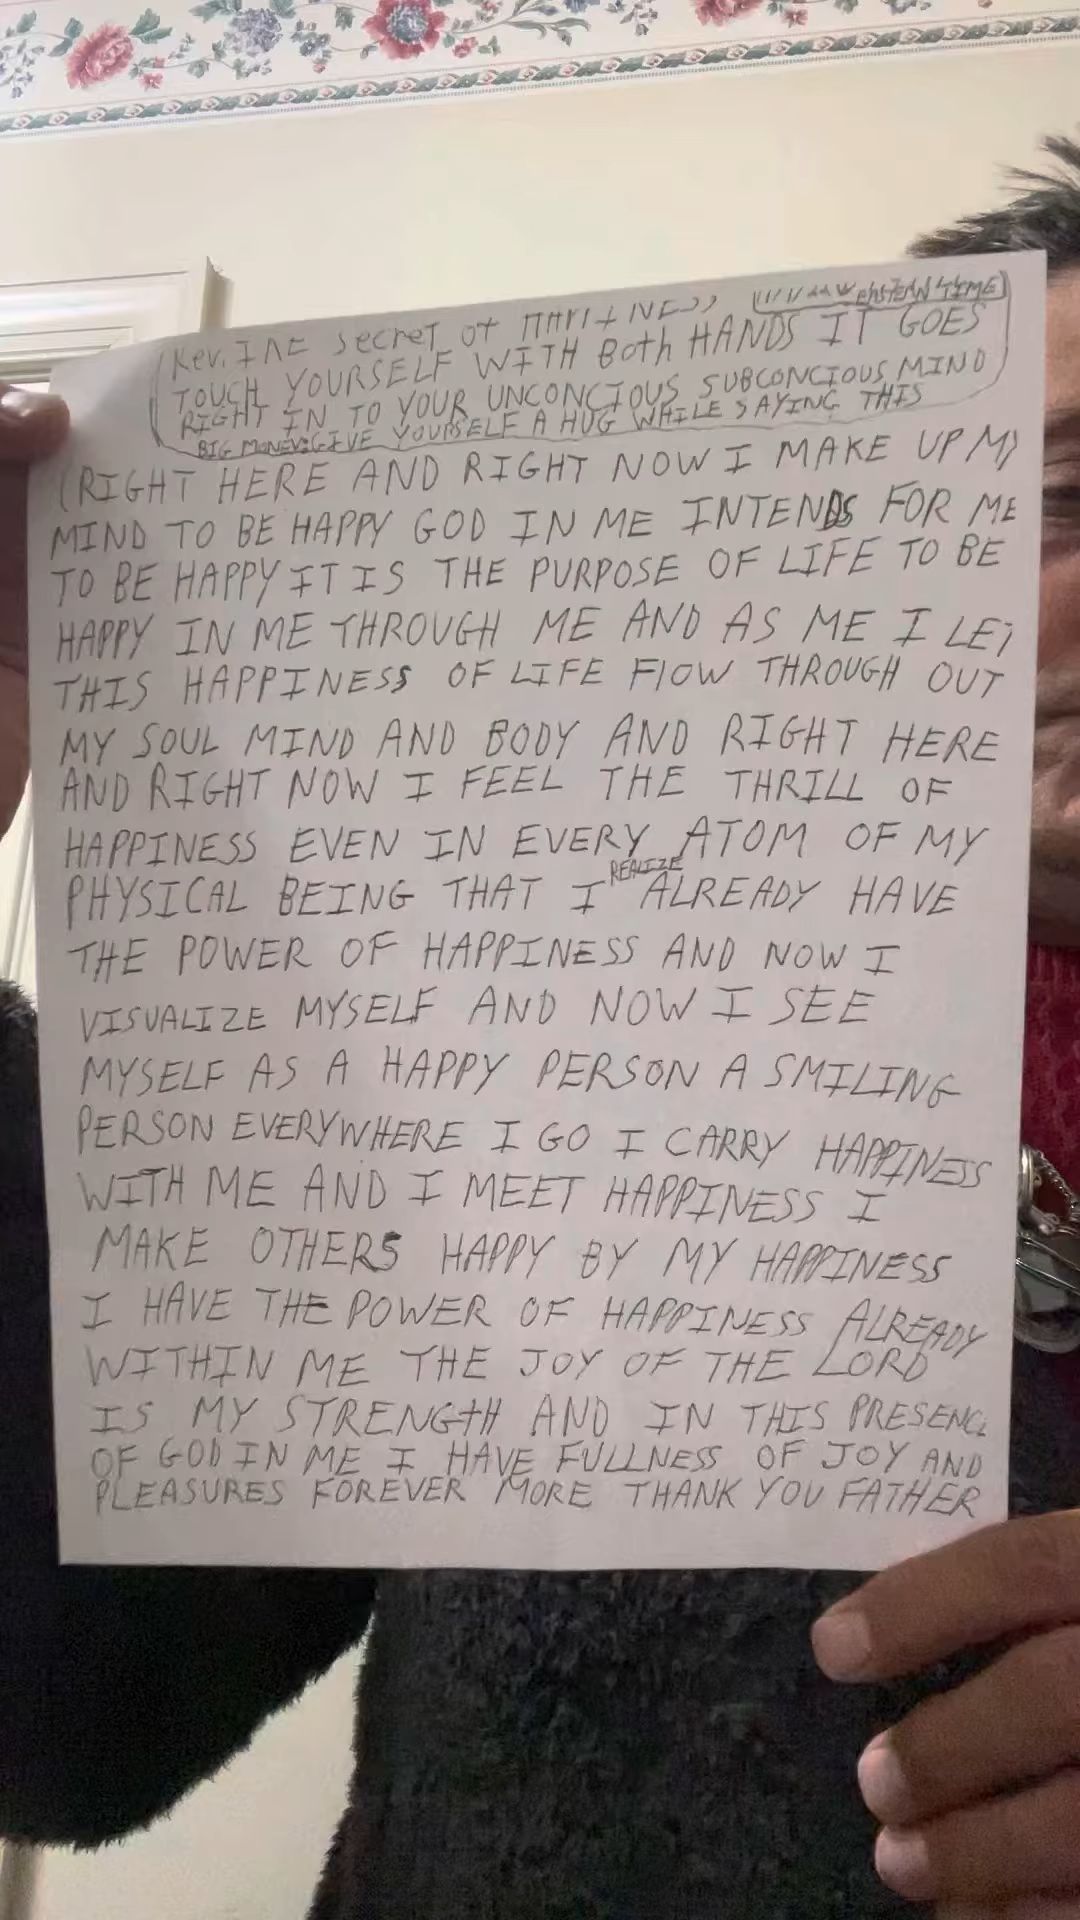 EASTERN TIME
Rev. IKE secret of HAPPINESS
TOUCH YOURSELF WITH Both HANDS IT GOES
RIGHT IN TO YOUR UNCONCIOUS SUBCONCIOUS MIND
BIG MONEY: GIVE YOURSELF A HUG WHILE SAYING THIS
(RIGHT HERE AND RIGHT NOW I MAKE UP MY
MIND TO BE HAPPY GOD IN ME INTENDS FOR ME
TO BE HAPPY IT IS THE PURPOSE OF LIFE TO BE
HAPPY IN ME THROUGH ME AND AS ME I LET
THIS HAPPINESS OF LIFE FlOW THROUGH OUT
MY SOUL MIND AND BODY AND RIGHT HERE
AND RIGHT NOW I FEEL THE THRILL OF
HAPPINESS EVEN IN EVERY ATOM OF MY
PHYSICAL BEING THAT I REALIZE ALREADY HAVE
THE POWER OF HAPPINESS AND NOW I
VISUALIZE MYSELF AND NOW I SEE
MYSELF AS A HAPPY PERSON A SMILING
PERSON EVERYWHERE I GO I CARRY HAPPINESS
WITH ME AND I MEET HAPPINESS I
MAKE OTHERS HAPPY BY MY HAPPINESS
I HAVE THE POWER OF HAPPINESS ALREADY
WITHIN ME THE JOY OF THE LORD
IS MY STRENGTH AND IN THIS PRESENCE
OF GOD IN ME I HAVE FULLNESS OF JOY AND
PLEASURES FOREVER MORE THANK YOU FATHER